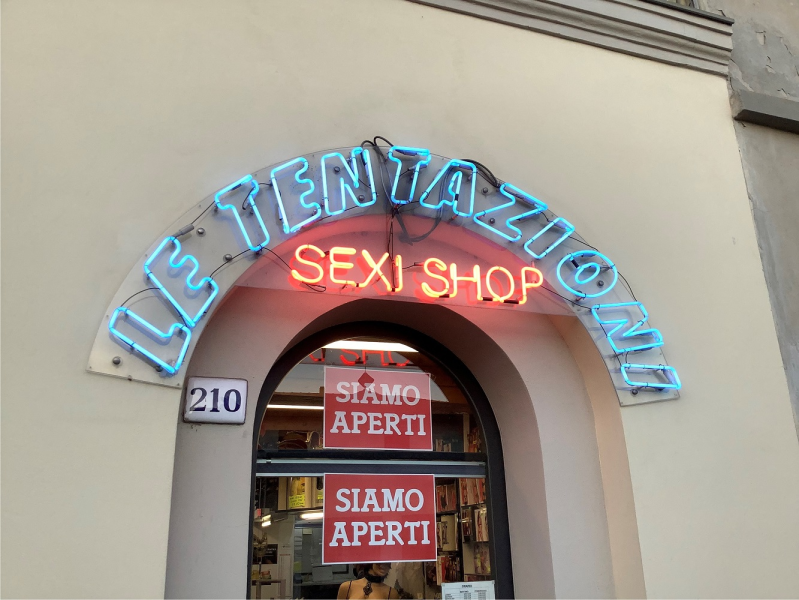 LE TENTAZIONI
SEXI SHOP
210
SIAMO
APERTI
SIAMO
APERTI